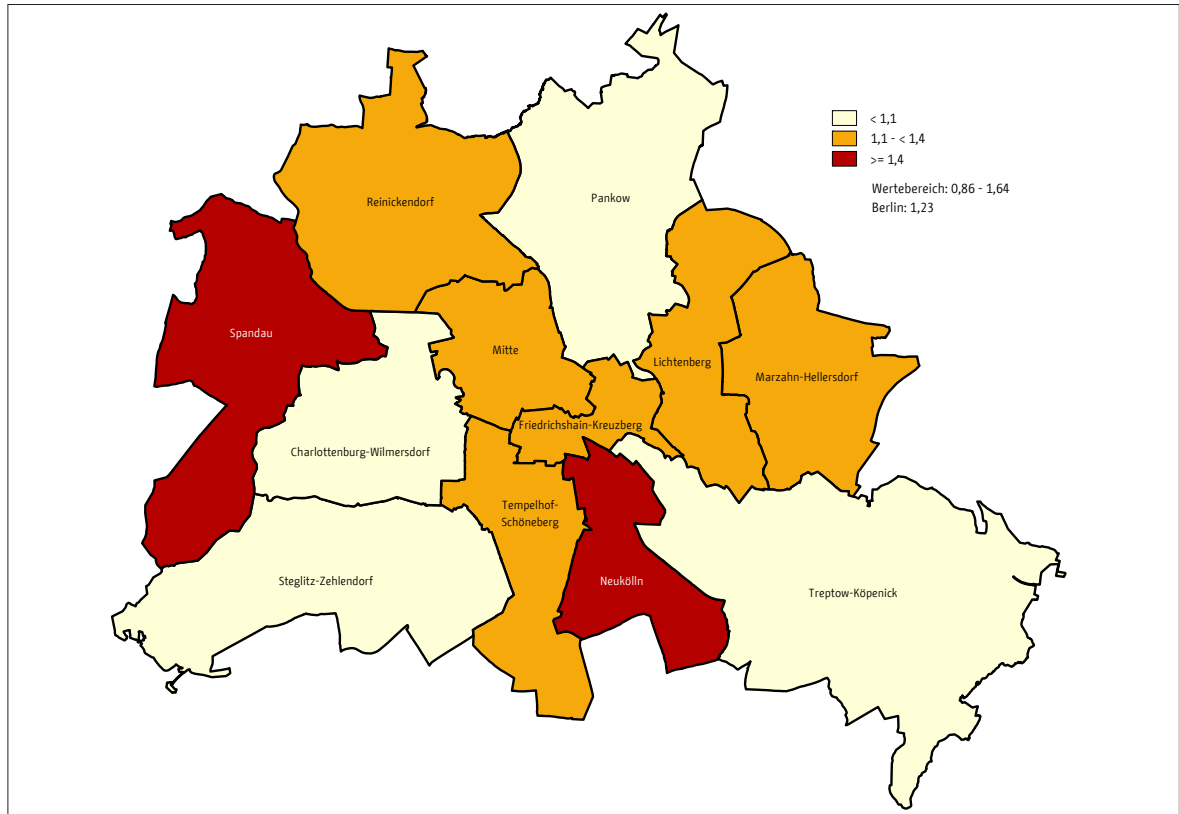 < 1,1
1,1 - < 1,4
>= 1,4
Wertebereich: 0,86 - 1,64
Berlin: 1,23
Pankow
Reinickendorf
Spandau
Mitte
Lichtenberg
Marzahn-Hellersdorf
Friedrichshain-Kreuzberg
Charlottenburg-Wilmersdorf
Tempelhof-
Schöneberg
Steglitz-Zehlendorf
Neukölln
Treptow-Köpenick